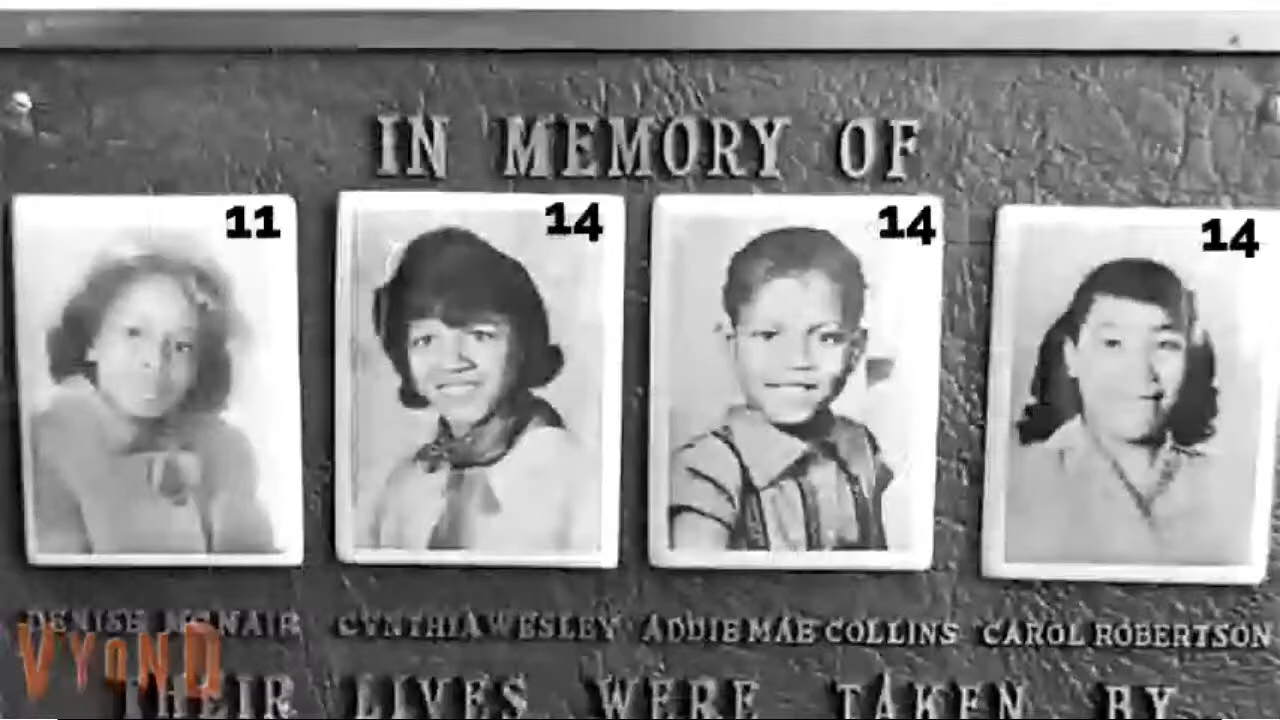 IN MEMORY OF
11 14 14 14
DENISE MCNAIR CYNTHIA WESLEY ADDIE MAE COLLINS CAROL ROBERTSON
VYOND
THEIR LIVES WERE TAKEN BY